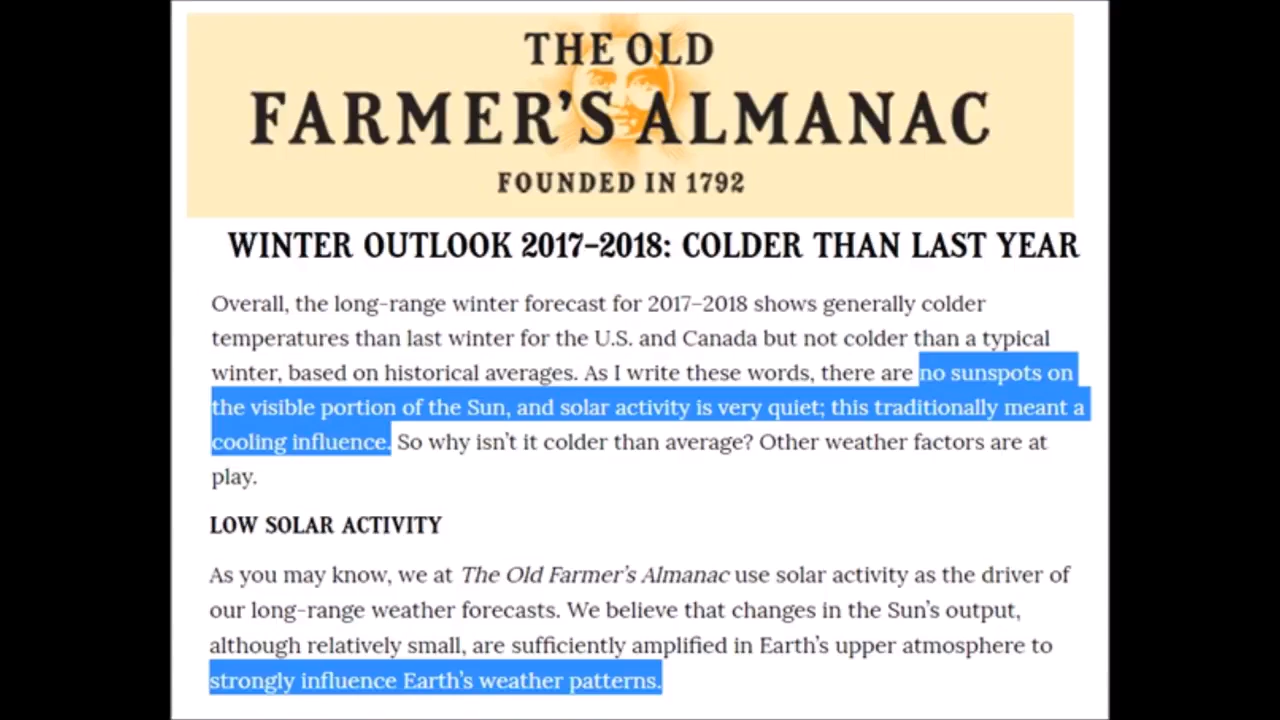 THE OLD
FARMER'S ALMANAC
FOUNDED IN 1792
WINTER OUTLOOK 2017–2018: COLDER THAN LAST YEAR
Overall, the long-range winter forecast for 2017–2018 shows generally colder
temperatures than last winter for the U.S. and Canada but not colder than a typical
winter, based on historical averages. As I write these words, there are no sunspots on
the visible portion of the Sun, and solar activity is very quiet; this traditionally meant a
cooling influence. So why isn't it colder than average? Other weather factors are at
play.
LOW SOLAR ACTIVITY
As you may know, we at The Old Farmer's Almanac use solar activity as the driver of
our long-range weather forecasts. We believe that changes in the Sun's output,
although relatively small, are sufficiently amplified in Earth's upper atmosphere to
strongly influence Earth's weather patterns.